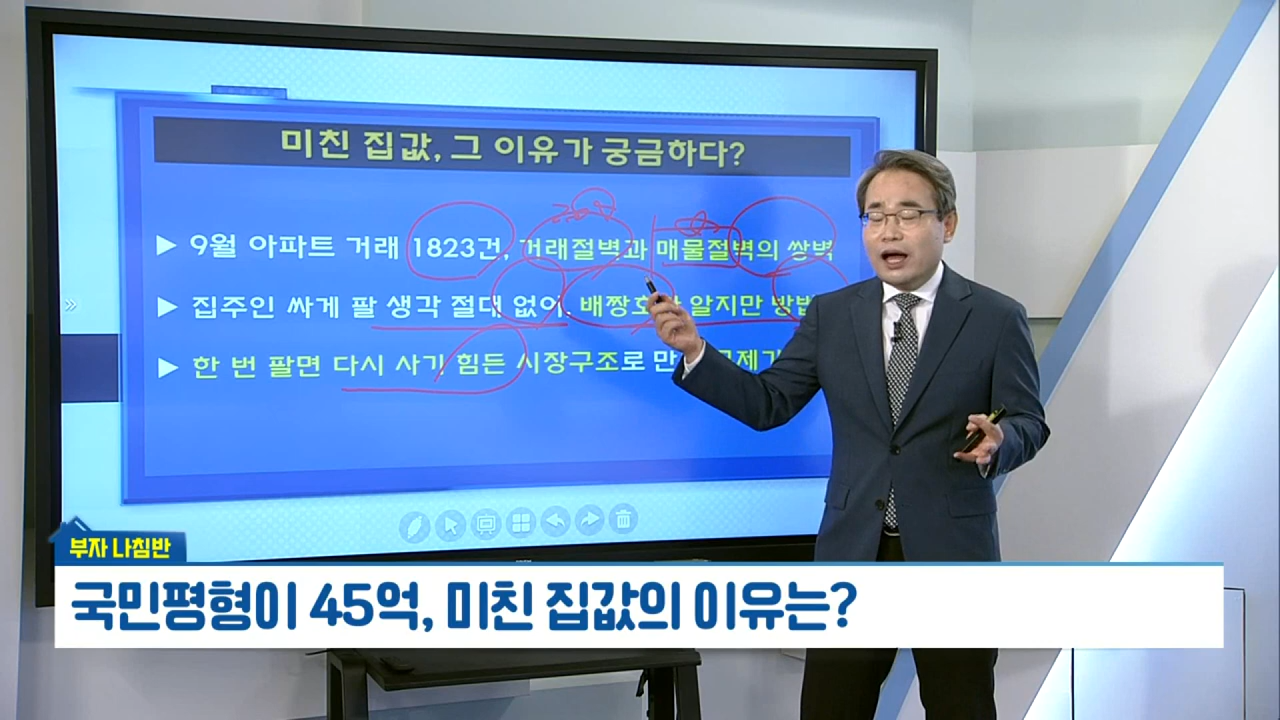 미친 집값, 그 이유가 궁금하다?
▶ 9월 아파트 거래 1823건, 거래절벽과 매물절벽의 쌍벽
▶ 집주인 싸게 팔 생각 절대 없어, 배짱호 알지만 방법
▶ 한 번 팔면 다시 사기 힘든 시장구조로 만
부자 나침반
국민평형이 45억, 미친 집값의 이유는?